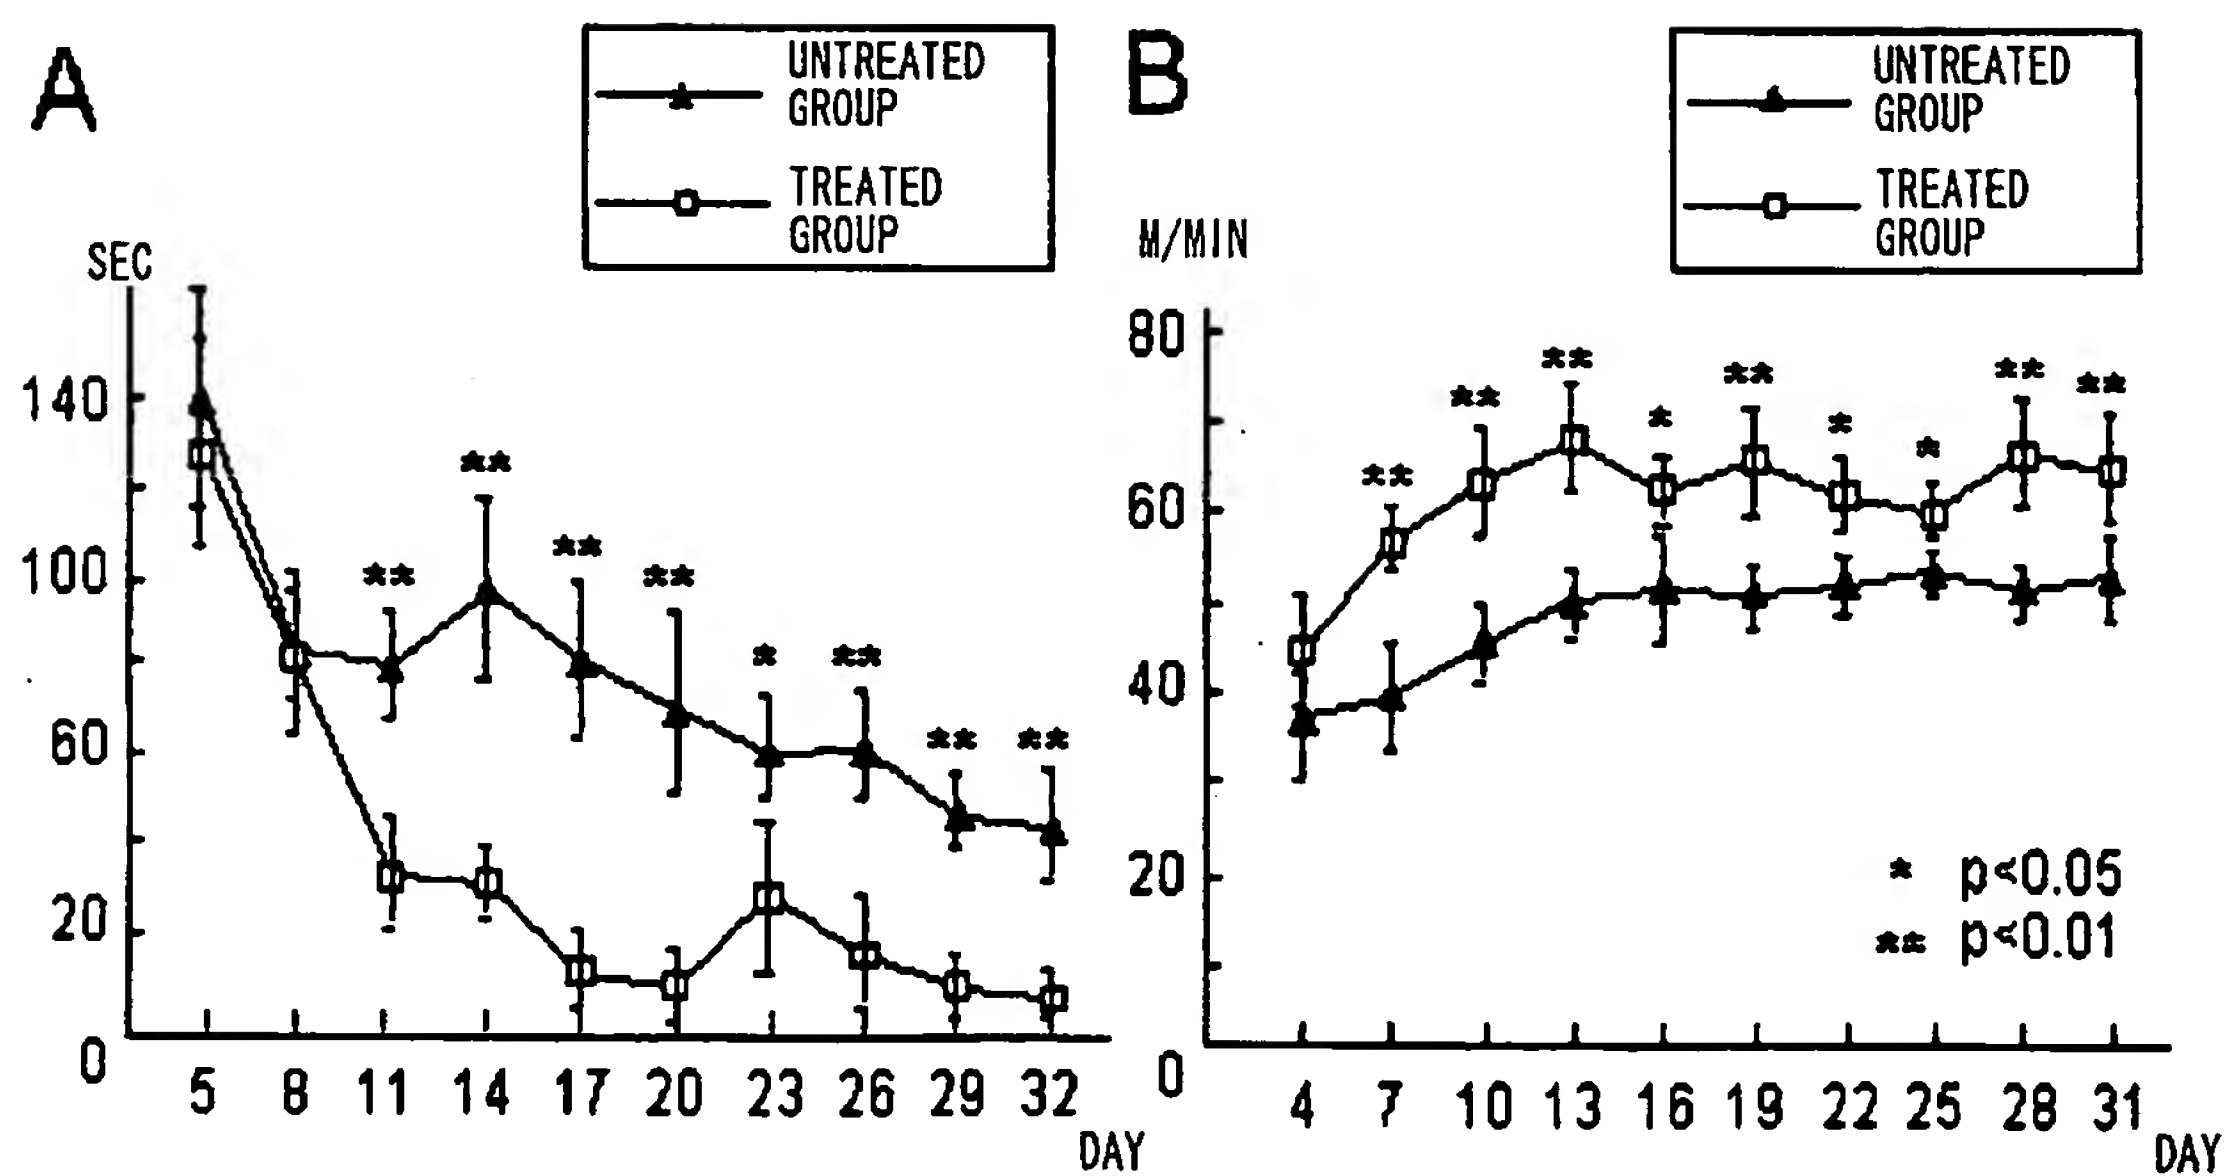 A
UNTREATED
GROUP
TREATED
GROUP
SEC
140
100
60
20
0
**
**
**
**
*
**
**
**
5 8 11 14 17 20 23 26 29 32
DAY
B
UNTREATED
GROUP
TREATED
GROUP
M/MIN
80
60
40
20
0
**
**
**
*
**
*
*
**
**
* p<0.05
** p<0.01
4 7 10 13 16 19 22 25 28 31
DAY